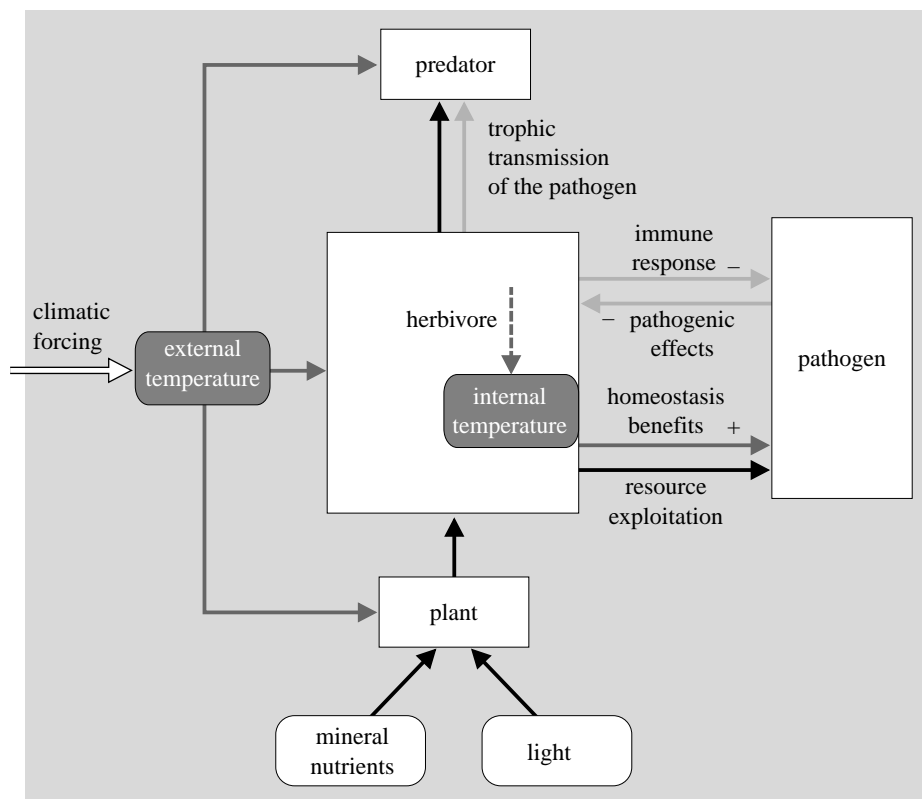 predator
trophic
transmission
of the pathogen
immune
response –
climatic
forcing
herbivore
– pathogenic
effects
external
temperature
pathogen
internal
temperature
homeostasis
benefits +
resource
exploitation
plant
mineral
nutrients
light